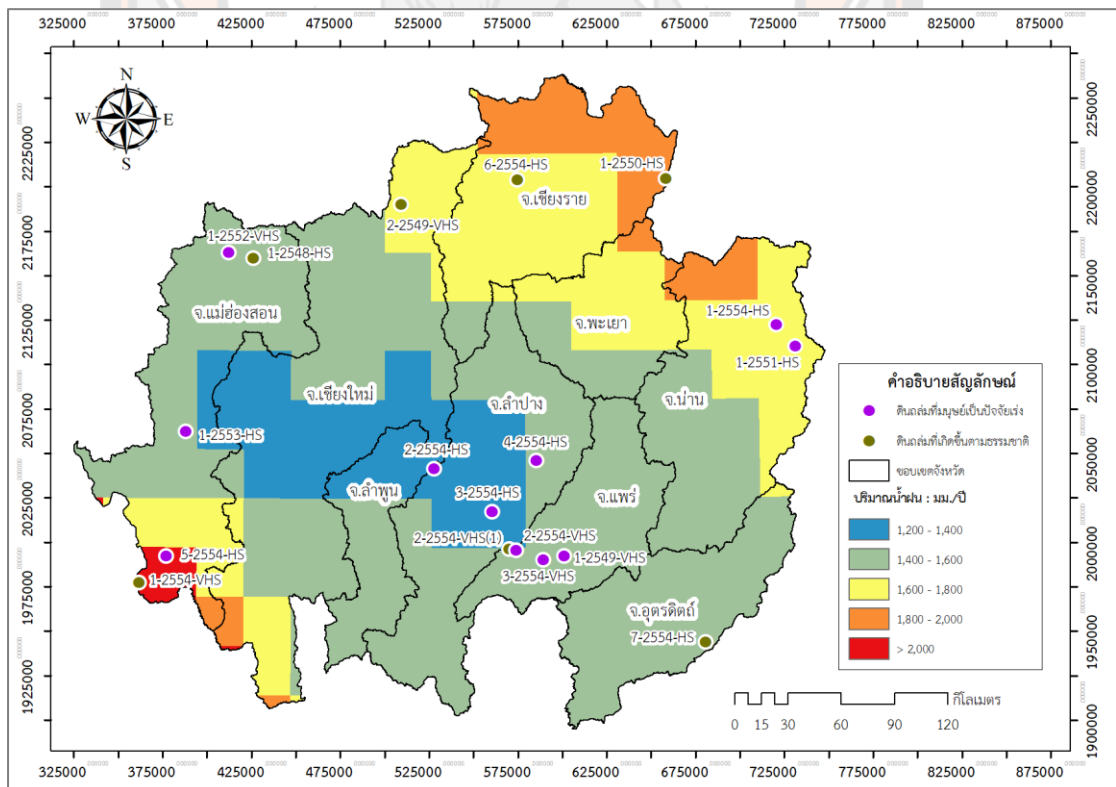 325000 375000 425000 475000 525000 575000 625000 675000 725000 775000 825000 875000
2250000
2225000
2200000
2175000
2150000
2125000
2100000
2075000
2050000
2025000
2000000
1975000
1950000
1925000
1900000
N
W E
S
6-2554-HS
1-2550-HS
จ.เชียงราย
2-2549-VHS
1-2552-VHS
1-2548-HS
จ.แม่ฮ่องสอน
1-2554-HS
จ.พะเยา
1-2551-HS
จ.เชียงใหม่
จ.ลำปาง
จ.น่าน
1-2553-HS
2-2554-HS
4-2554-HS
จ.ลำพูน
3-2554-HS
จ.แพร่
2-2554-VHS(1)
2-2554-VHS
5-2554-HS
1-2549-VHS
3-2554-VHS
1-2554-VHS
จ.อุตรดิตถ์
7-2554-HS
คำอธิบายสัญลักษณ์
ดินถล่มที่มนุษย์เป็นปัจจัยเร่ง
ดินถล่มที่เกิดขึ้นตามธรรมชาติ
ขอบเขตจังหวัด
ปริมาณน้ำฝน : มม./ปี
1,200 - 1,400
1,400 - 1,600
1,600 - 1,800
1,800 - 2,000
> 2,000
กิโลเมตร
0 15 30 60 90 120
325000 375000 425000 475000 525000 575000 625000 675000 725000 775000 825000 875000